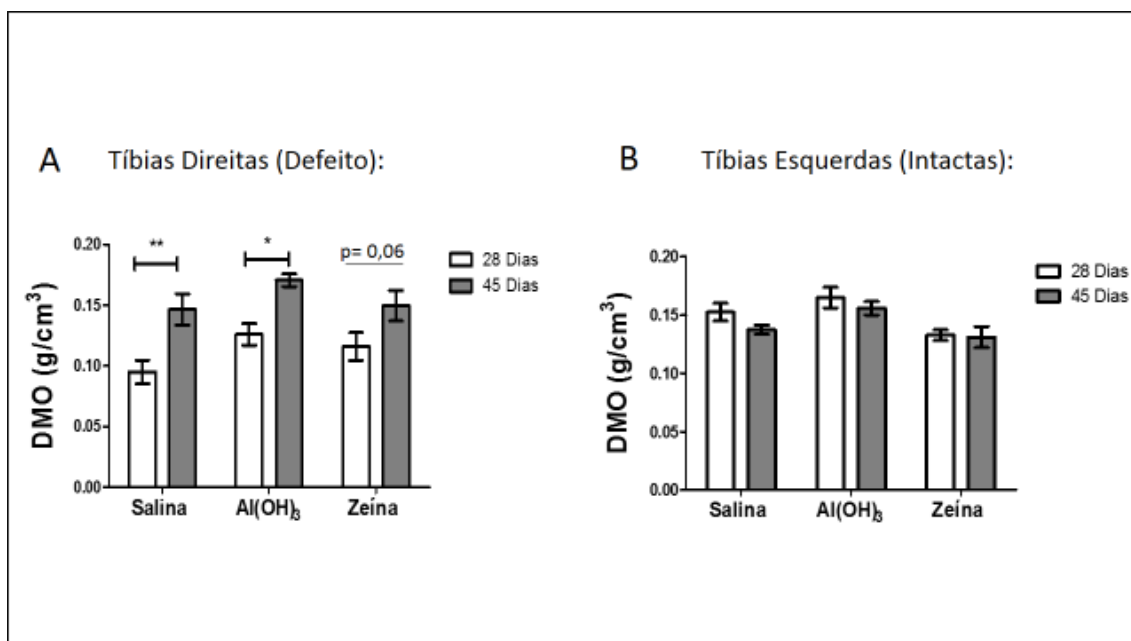 A Tíbias Direitas (Defeito):
DMO (g/cm³)
0.20
0.15
0.10
0.05
0.00
**
*
p= 0,06
28 Dias
45 Dias
Salina Al(OH)₃ Zeína
B Tíbias Esquerdas (Intactas):
DMO (g/cm³)
0.20
0.15
0.10
0.05
0.00
28 Dias
45 Dias
Salina Al(OH)₃ Zeína